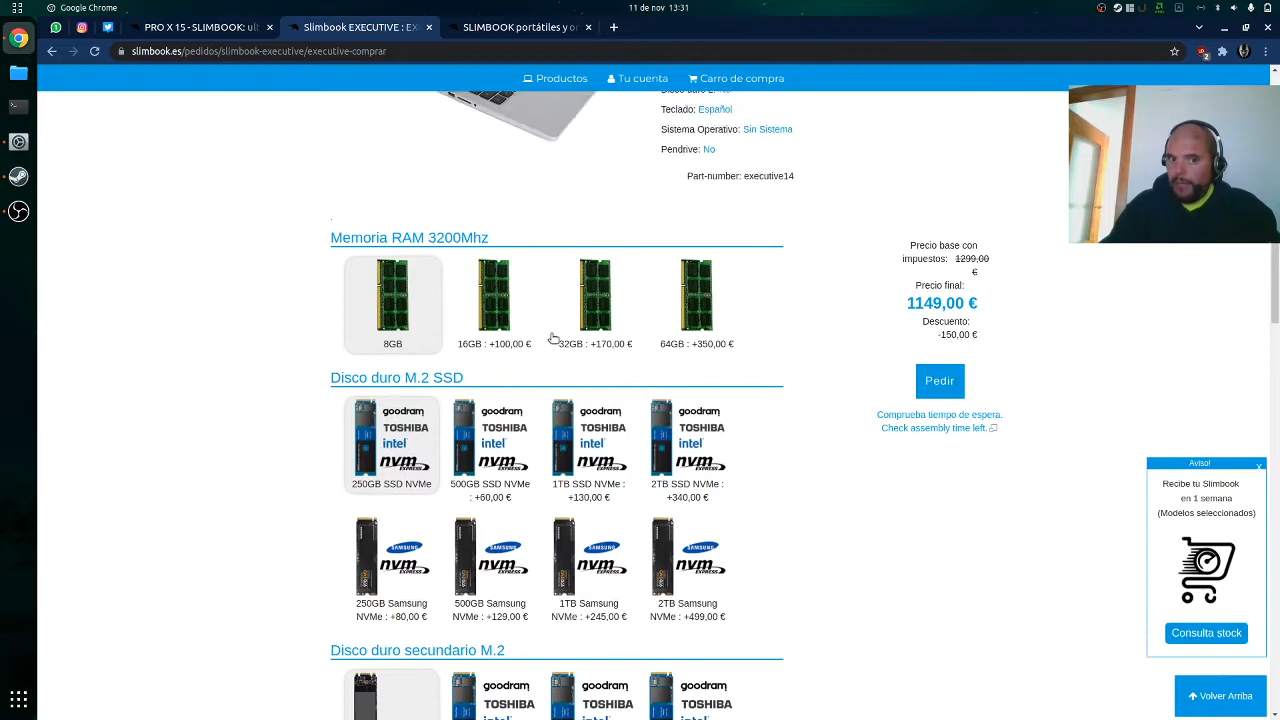 Google Chrome
11 de nov 13:31
PRO X 15 - SLIMBOOK: ult
Slimbook EXECUTIVE : EX
SLIMBOOK portátiles y or
slimbook.es/pedidos/slimbook-executive/executive-comprar
2
Productos
Tu cuenta
Carro de compra
Teclado: Español
Sistema Operativo: Sin Sistema
Pendrive: No
Part-number: executive14
Memoria RAM 3200Mhz
8GB
16GB : +100,00 €
32GB : +170,00 €
64GB : +350,00 €
Precio base con
impuestos: 1299,00
€
Precio final:
1149,00 €
Descuento:
-150,00 €
Pedir
Comprueba tiempo de espera.
Check assembly time left.
Disco duro M.2 SSD
goodram
TOSHIBA
intel
nvm
EXPRESS
250GB SSD NVMe
goodram
TOSHIBA
intel
nvm
EXPRESS
500GB SSD NVMe
: +60,00 €
goodram
TOSHIBA
intel
nvm
EXPRESS
1TB SSD NVMe :
+130,00 €
goodram
TOSHIBA
intel
nvm
EXPRESS
2TB SSD NVMe :
+340,00 €
SAMSUNG
nvm
EXPRESS
250GB Samsung
NVMe : +80,00 €
SAMSUNG
nvm
EXPRESS
500GB Samsung
NVMe : +129,00 €
SAMSUNG
nvm
EXPRESS
1TB Samsung
NVMe : +245,00 €
SAMSUNG
nvm
EXPRESS
2TB Samsung
NVMe : +499,00 €
Disco duro secundario M.2
goodram
TOSHIBA
goodram
TOSHIBA
goodram
TOSHIBA
Aviso!
X
Recibe tu Slimbook
en 1 semana
(Modelos seleccionados)
Consulta stock
Volver Arriba